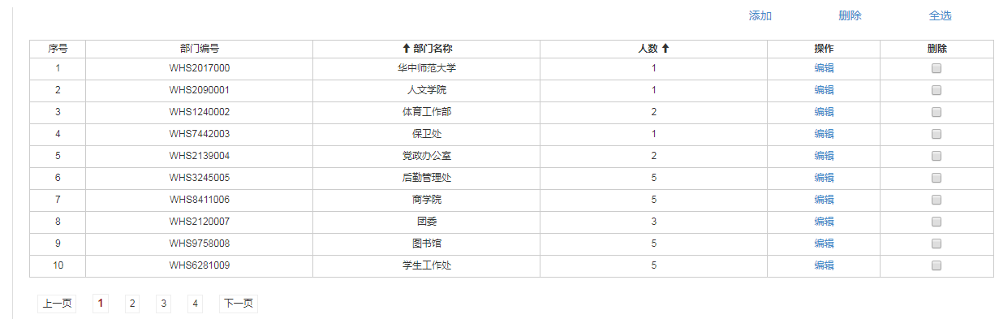 添加 删除 全选
序号 部门编号 部门名称 人数 操作 删除
1 WHS2017000 华中师范大学 1 编辑
2 WHS2090001 人文学院 1 编辑
3 WHS1240002 体育工作部 2 编辑
4 WHS7442003 保卫处 1 编辑
5 WHS2139004 党政办公室 2 编辑
6 WHS3245005 后勤管理处 5 编辑
7 WHS8411006 商学院 5 编辑
8 WHS2120007 团委 3 编辑
9 WHS9758008 图书馆 5 编辑
10 WHS6281009 学生工作处 5 编辑
上一页 1 2 3 4 下一页